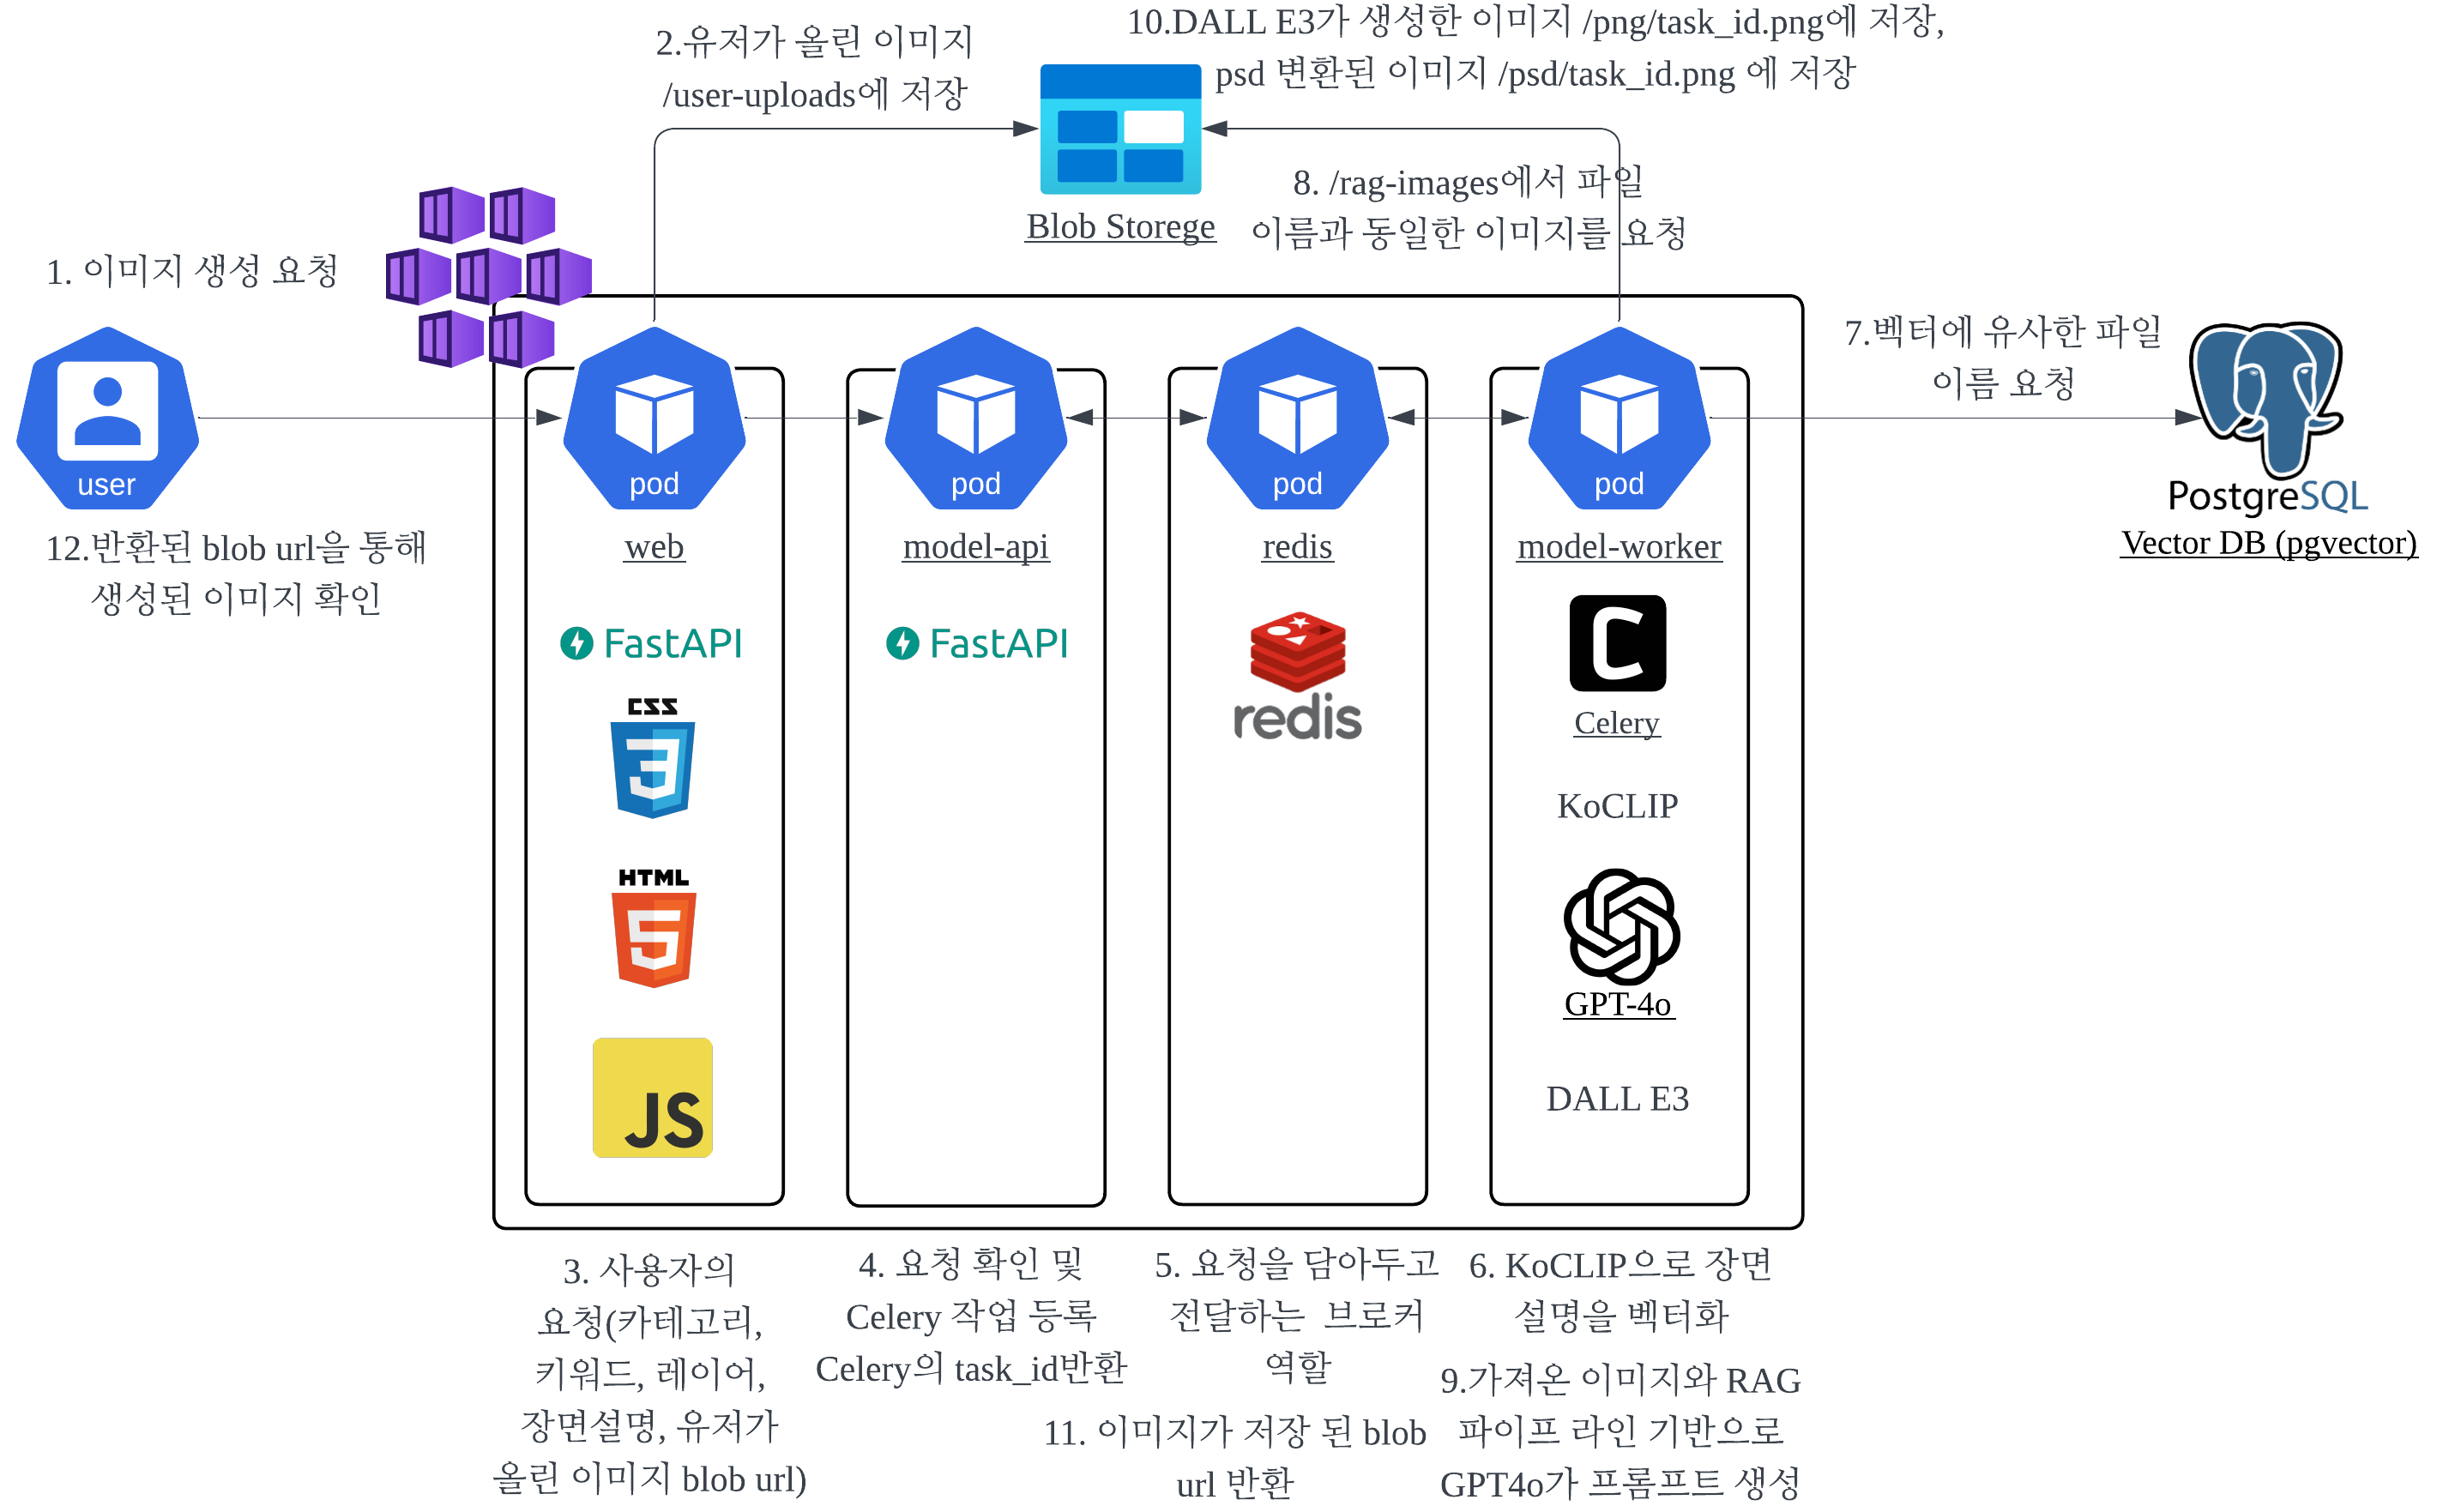 2.유저가 올린 이미지
/user-uploads에 저장
10.DALL E3가 생성한 이미지 /png/task_id.png에 저장,
psd 변환된 이미지 /psd/task_id.png 에 저장
Blob Storege
8. /rag-images에서 파일
이름과 동일한 이미지를 요청
1. 이미지 생성 요청
7.벡터에 유사한 파일
이름 요청
user
pod
pod
pod
pod
PostgreSQL
Vector DB (pgvector)
12.반환된 blob url을 통해
생성된 이미지 확인
web
model-api
redis
model-worker
FastAPI
FastAPI
redis
C
Celery
CSS
3
KoCLIP
HTML
5
GPT-4o
JS
DALL E3
3. 사용자의
요청(카테고리,
키워드, 레이어,
장면설명, 유저가
올린 이미지 blob url)
4. 요청 확인 및
Celery 작업 등록
Celery의 task_id반환
5. 요청을 담아두고
전달하는 브로커
역할
11. 이미지가 저장 된 blob
url 반환
6. KoCLIP으로 장면
설명을 벡터화
9.가져온 이미지와 RAG
파이프 라인 기반으로
GPT4o가 프롬프트 생성